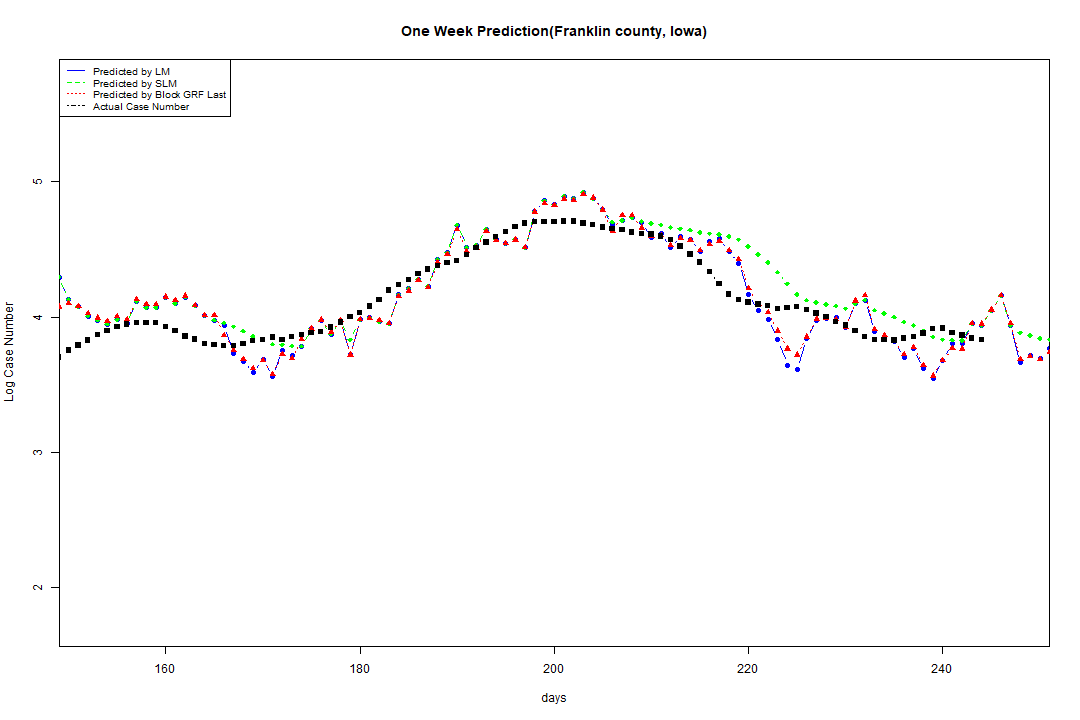 One Week Prediction(Franklin county, Iowa)
Predicted by LM
Predicted by SLM
Predicted by Block GRF Last
Actual Case Number
5
4
3
2
Log Case Number
160
180
200
220
240
days